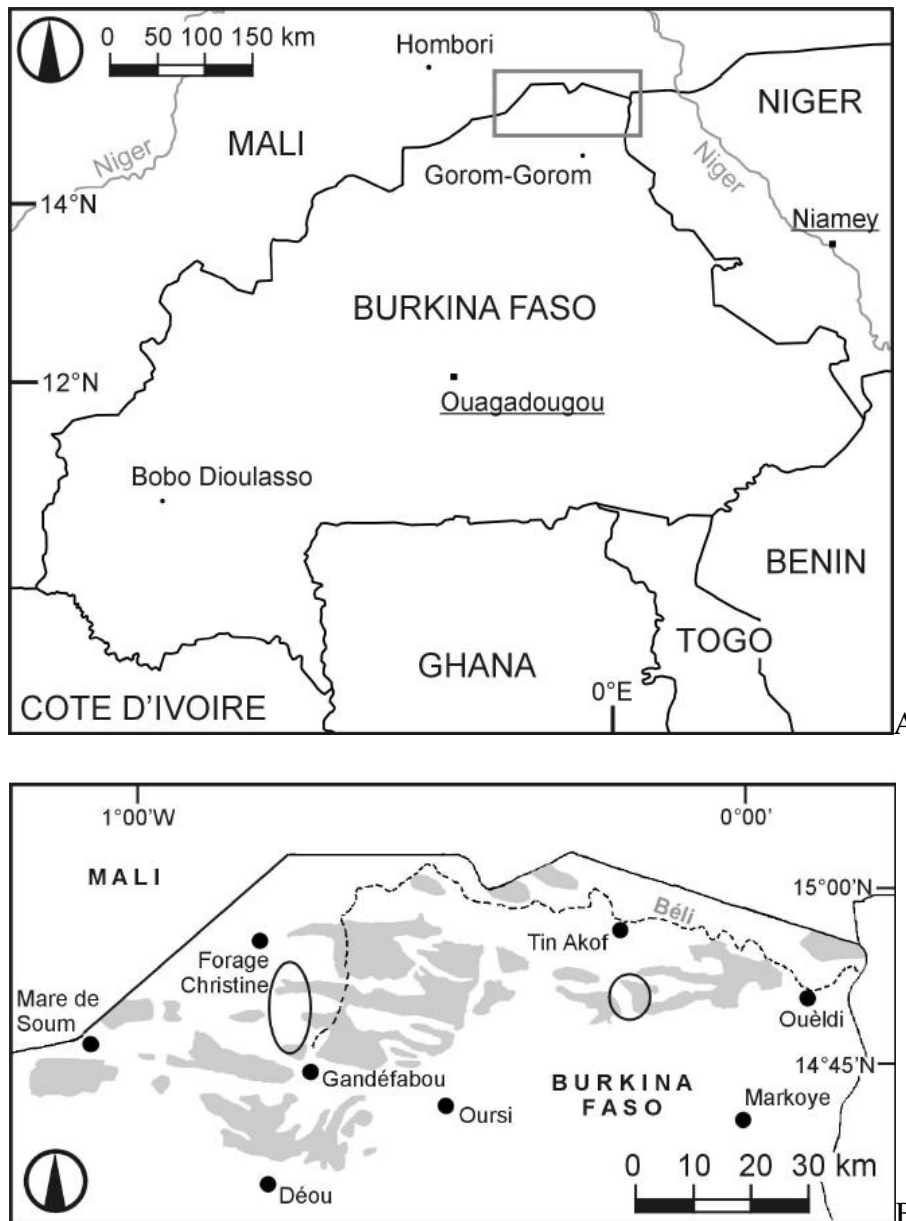 0 50 100 150 km
Hombori
NIGER
MALI
Niger
Gorom-Gorom
Niger
14°N
Niamey
BURKINA FASO
12°N
Ouagadougou
Bobo Dioulasso
BENIN
TOGO
GHANA
0°E
COTE D'IVOIRE
A
1°00'W
0°00'
MALI
15°00'N
Béli
Tin Akof
Forage
Christine
Mare de
Soum
Ouèldi
14°45'N
Gandéfabou
BURKINA
FASO
Markoye
Oursi
0 10 20 30 km
Déou
B